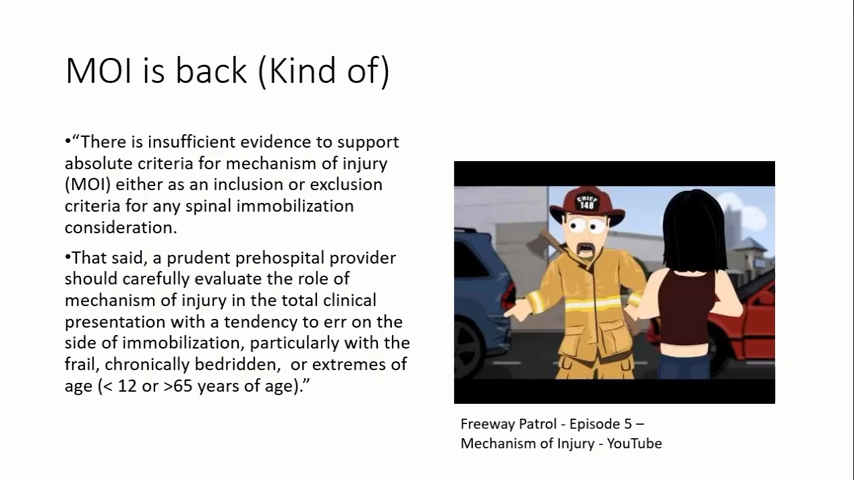 MOI is back (Kind of)
•“There is insufficient evidence to support
absolute criteria for mechanism of injury
(MOI) either as an inclusion or exclusion
criteria for any spinal immobilization
consideration.
•That said, a prudent prehospital provider
should carefully evaluate the role of
mechanism of injury in the total clinical
presentation with a tendency to err on the
side of immobilization, particularly with the
frail, chronically bedridden,  or extremes of
age (< 12 or >65 years of age).”
CHIEF
148
Freeway Patrol - Episode 5 –
Mechanism of Injury - YouTube